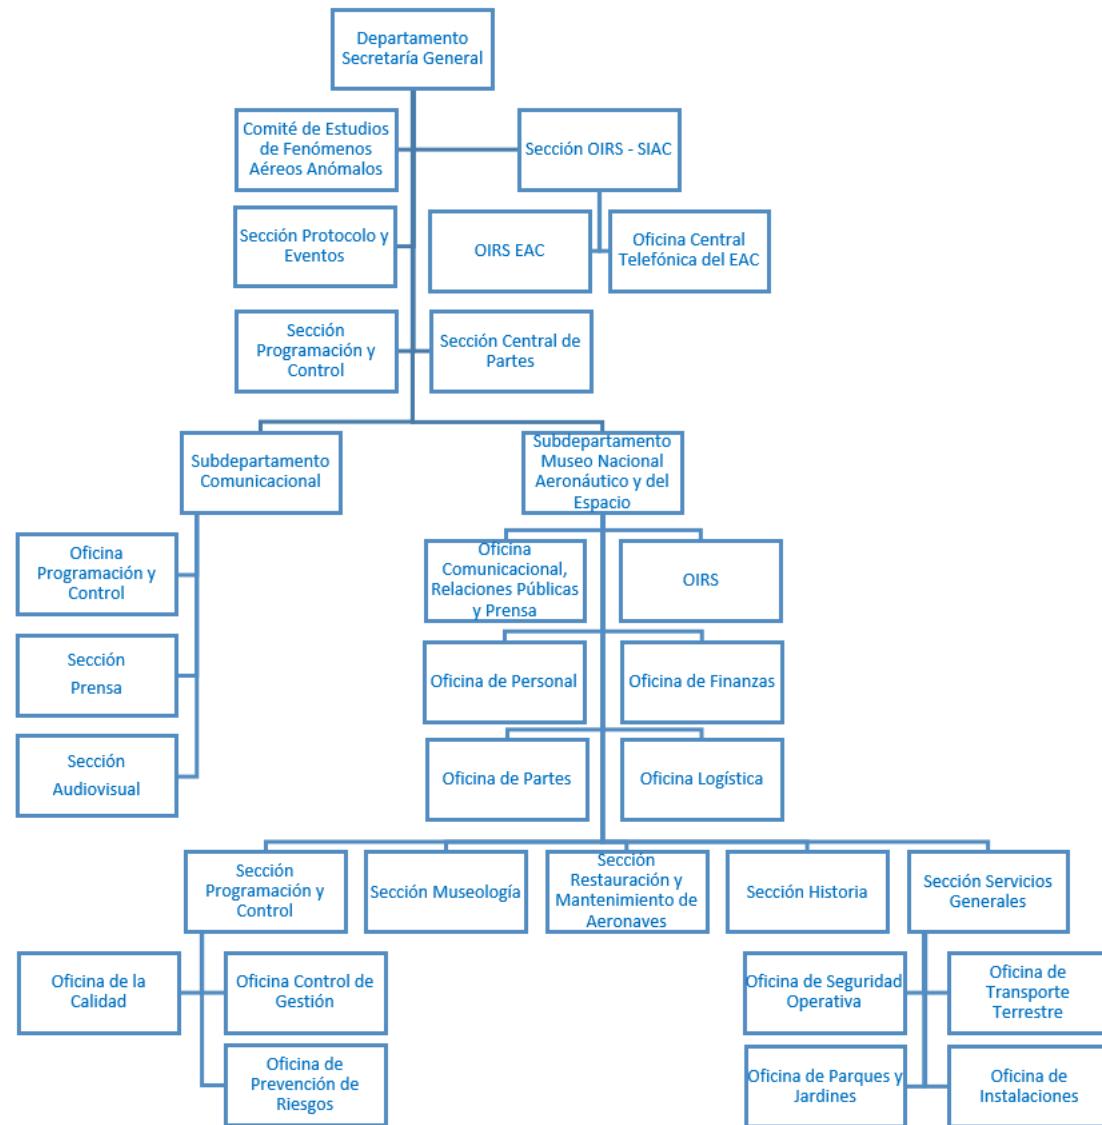 Departamento
Secretaría General
Comité de Estudios
de Fenómenos
Aéreos Anómalos
Sección OIRS - SIAC
Sección Protocolo y
Eventos
OIRS EAC
Oficina Central
Telefónica del EAC
Sección
Programación y
Control
Sección Central de
Partes
Subdepartamento
Comunicacional
Subdepartamento
Museo Nacional
Aeronáutico y del
Espacio
Oficina
Programación y
Control
Sección
Prensa
Sección
Audiovisual
Oficina
Comunicacional,
Relaciones Públicas
y Prensa
OIRS
Oficina de Personal
Oficina de Finanzas
Oficina de Partes
Oficina Logística
Sección
Programación y
Control
Sección Museología
Sección
Restauración y
Mantenimiento de
Aeronaves
Sección Historia
Sección Servicios
Generales
Oficina de la
Calidad
Oficina Control de
Gestión
Oficina de
Prevención de
Riesgos
Oficina de Seguridad
Operativa
Oficina de
Transporte
Terrestre
Oficina de Parques y
Jardines
Oficina de
Instalaciones